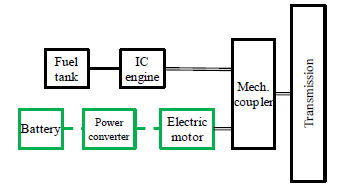 Fuel
tank
IC
engine
Mech.
coupler
Transmission
Battery
Power
converter
Electric
motor